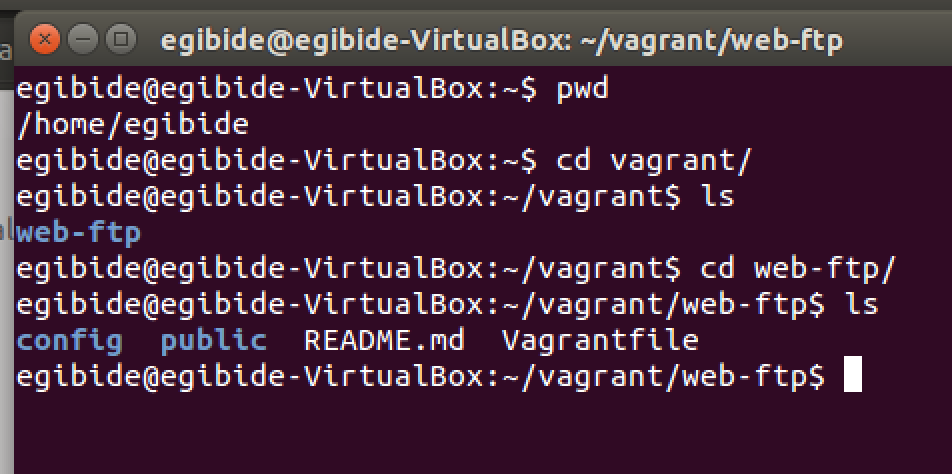 egibide@egibide-VirtualBox: ~/vagrant/web-ftp
egibide@egibide-VirtualBox:~$ pwd
/home/egibide
egibide@egibide-VirtualBox:~$ cd vagrant/
egibide@egibide-VirtualBox:~/vagrant$ ls
web-ftp
egibide@egibide-VirtualBox:~/vagrant$ cd web-ftp/
egibide@egibide-VirtualBox:~/vagrant/web-ftp$ ls
config  public  README.md  Vagrantfile
egibide@egibide-VirtualBox:~/vagrant/web-ftp$